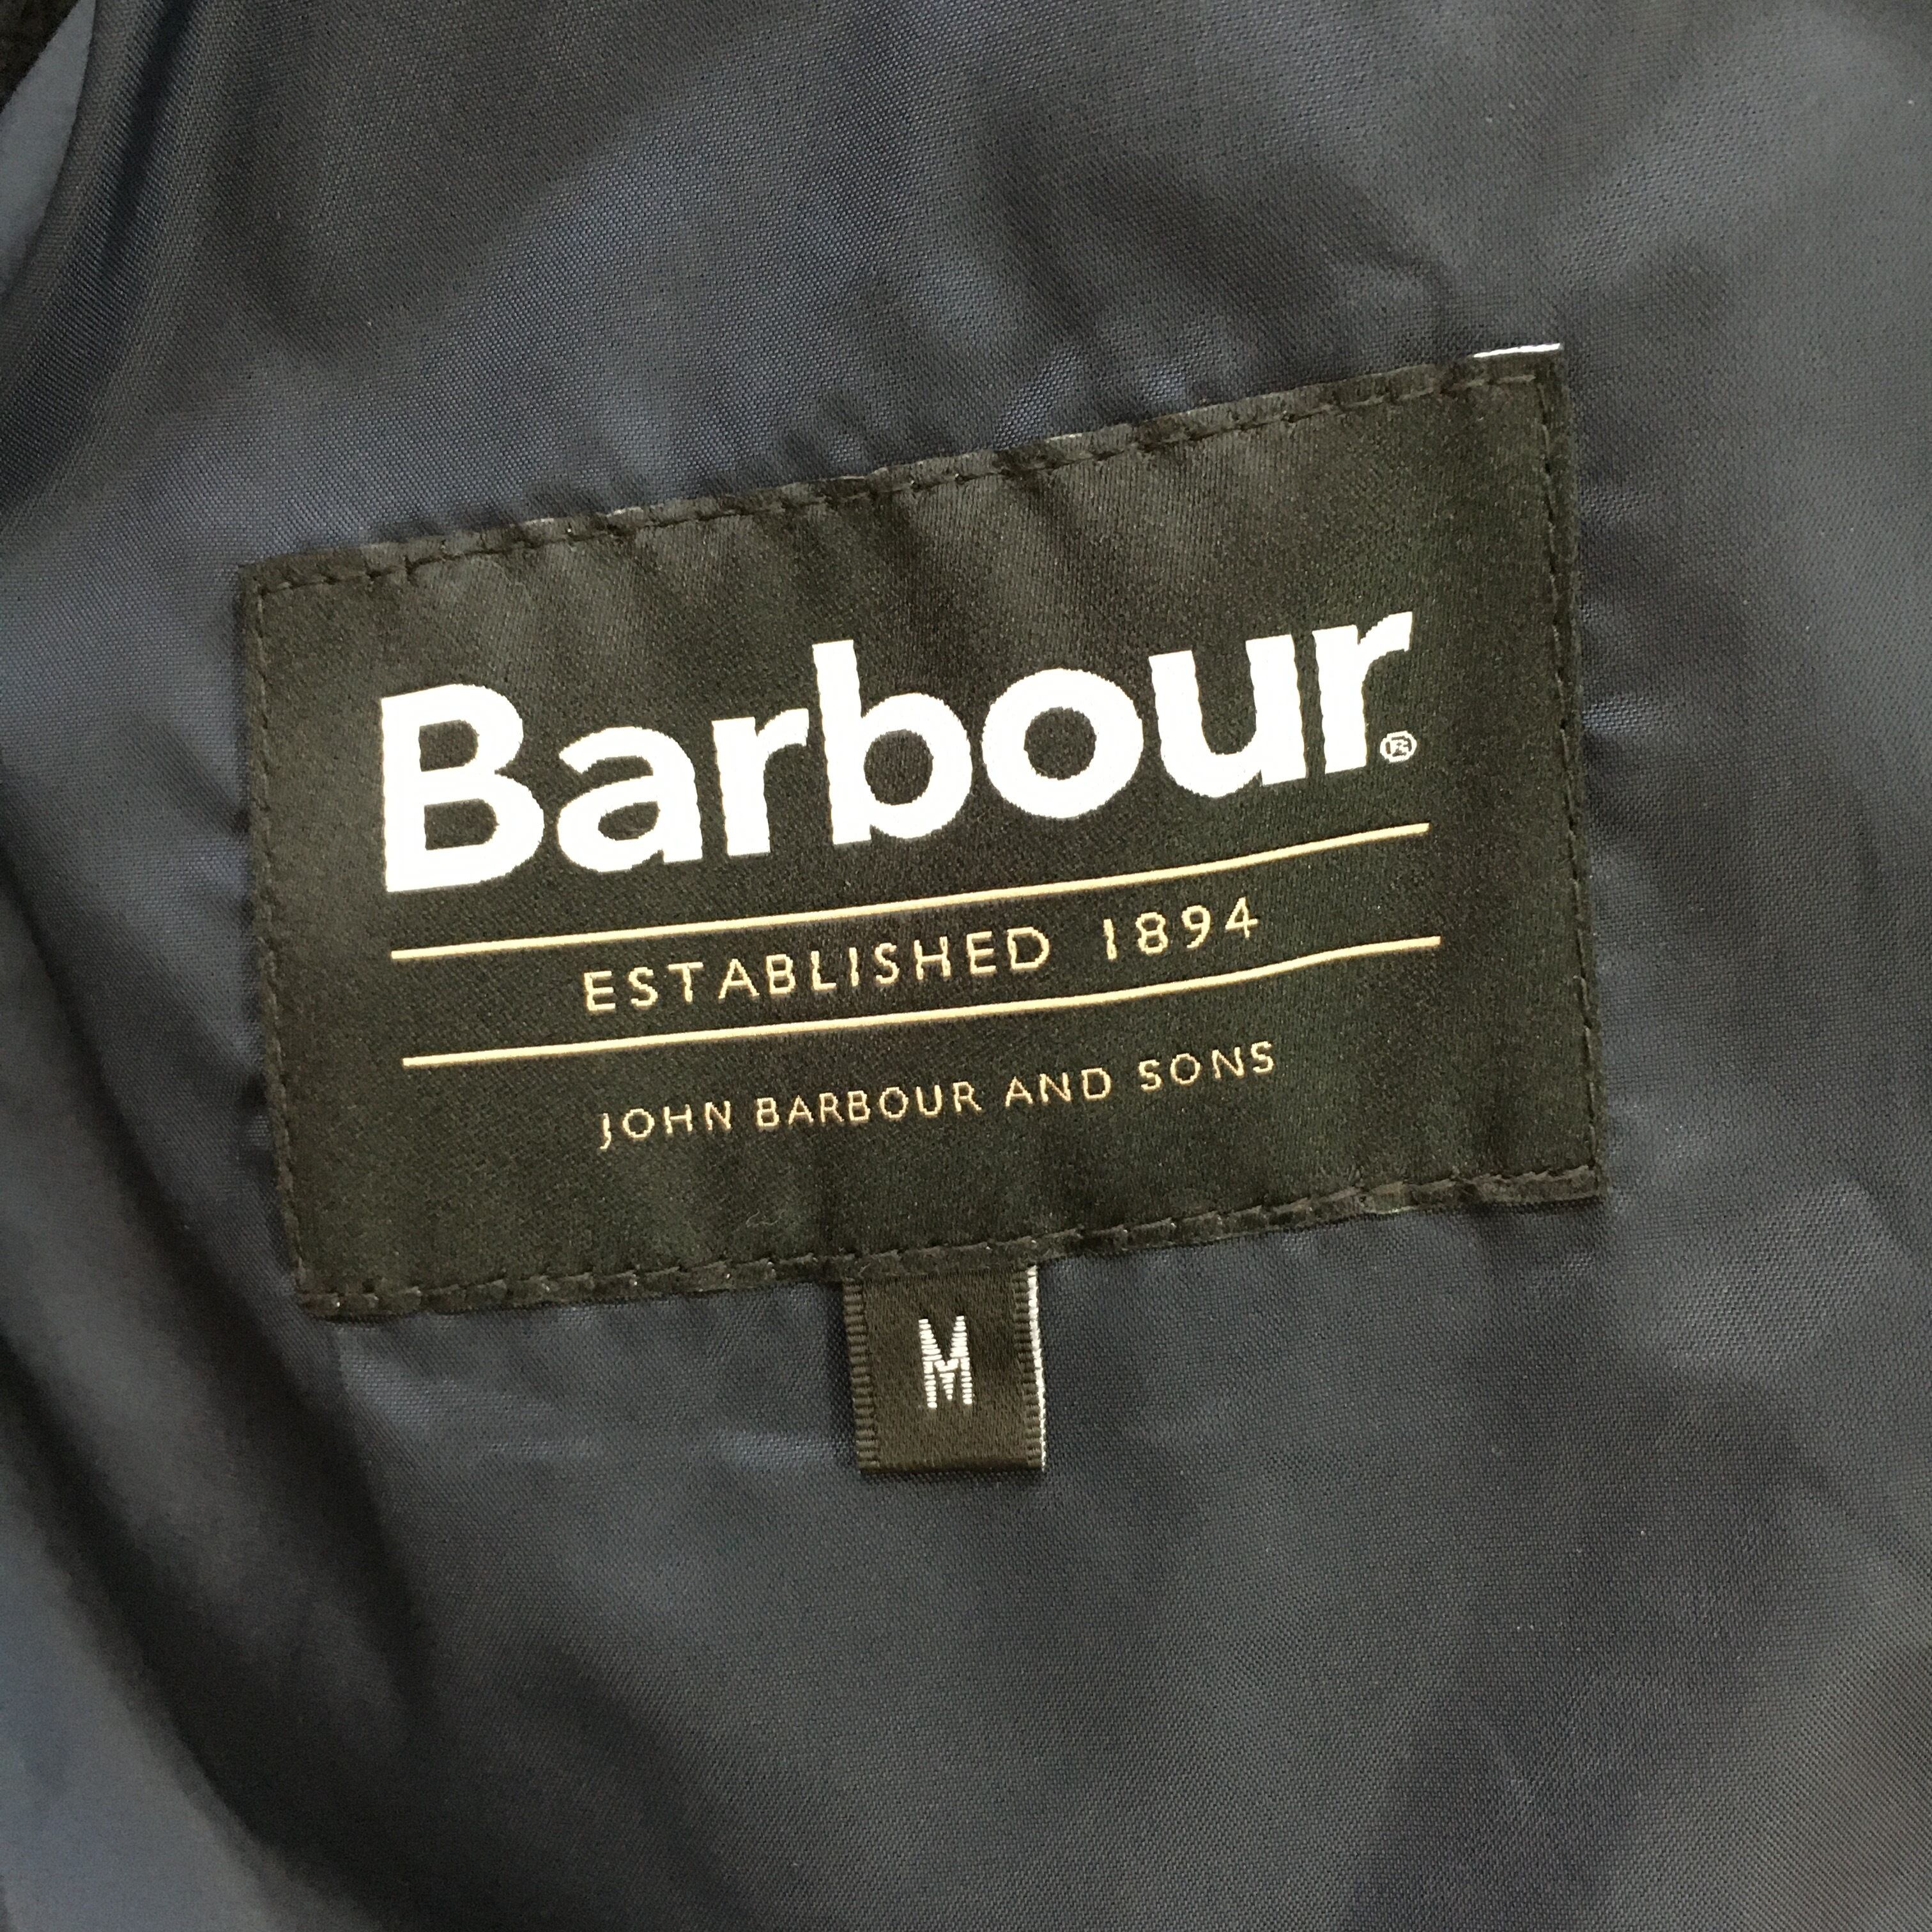 Barbour®
ESTABLISHED 1894
JOHN BARBOUR AND SONS
M